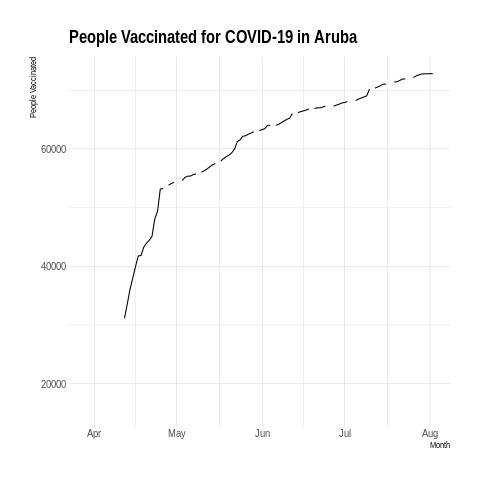 People Vaccinated for COVID-19 in Aruba
People Vaccinated
60000
40000
20000
Apr May Jun Jul Aug
Month